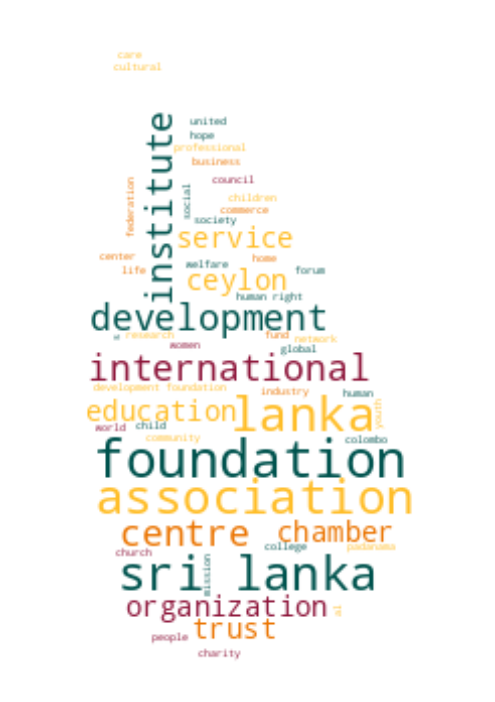 care
cultural
institute
united
hope
professional
business
council
federation
social
children
commerce
society
service
center
welfare
home
life
forum
ceylon
human right
development
research
fund
network
women
global
international
development foundation
industry
human
education
lanka
youth
world
child
community
colombo
foundation
association
centre
chamber
college
padanama
church
mission
sri lanka
organization
al
trust
people
charity